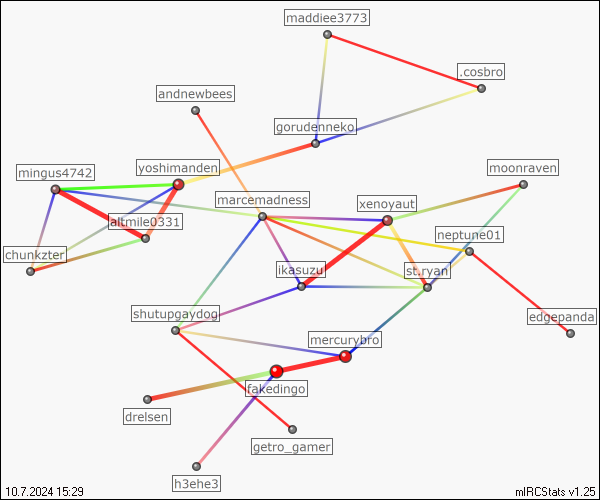 maddiee3773
.cosbro
andnewbees
gorudenneko
yoshimanden
moonraven
mingus4742
marcemadness
xenoyaut
altmile0331
neptune01
chunkzter
ikasuzu
st.ryan
shutupgaydog
edgepanda
mercurybro
fakedingo
drelsen
getro_gamer
h3ehe3
10.7.2024 15:29
mIRCStats v1.25